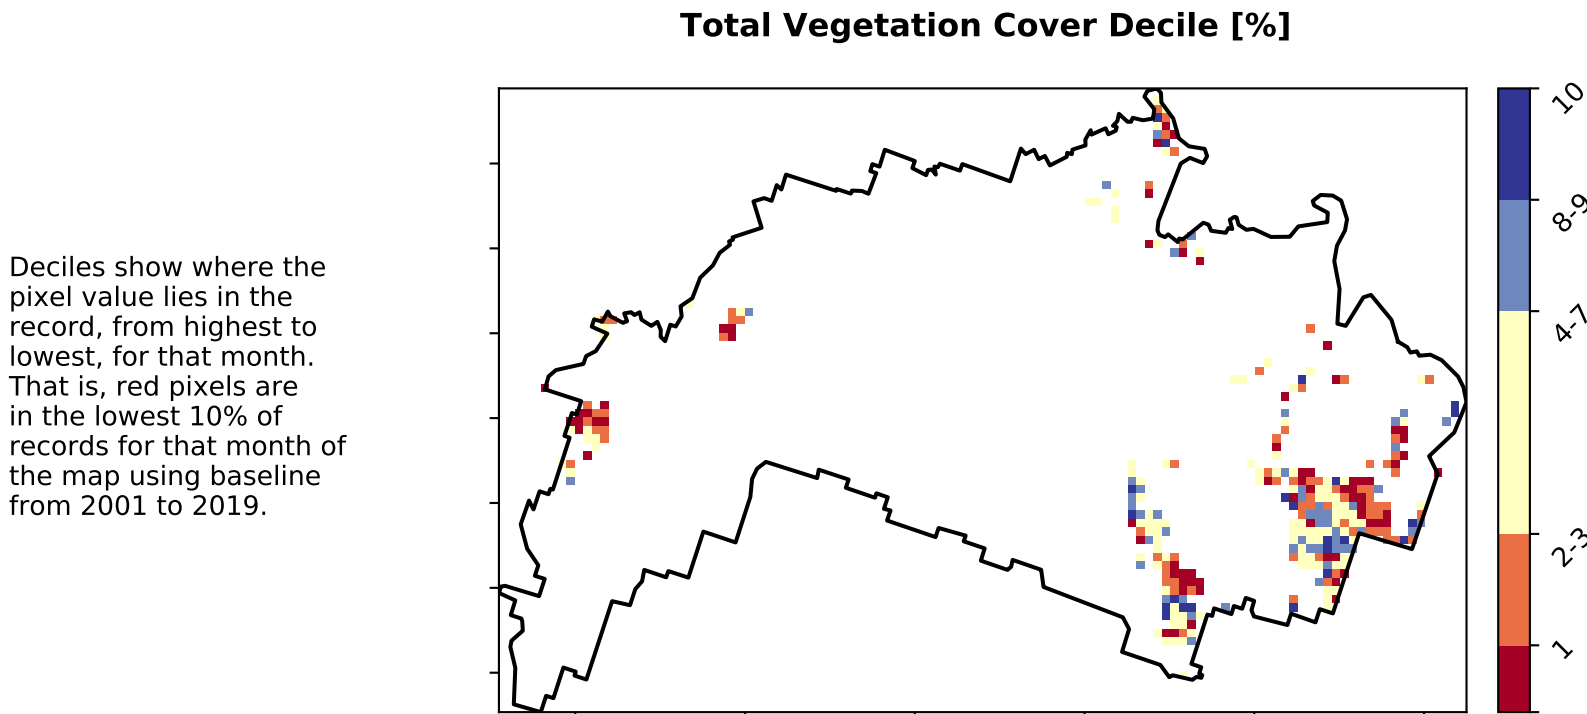 Total Vegetation Cover Decile [%]
Deciles show where the
pixel value lies in the
record, from highest to
lowest, for that month.
That is, red pixels are
in the lowest 10% of
records for that month of
the map using baseline
from 2001 to 2019.
10
8-9
4-7
2-3
1